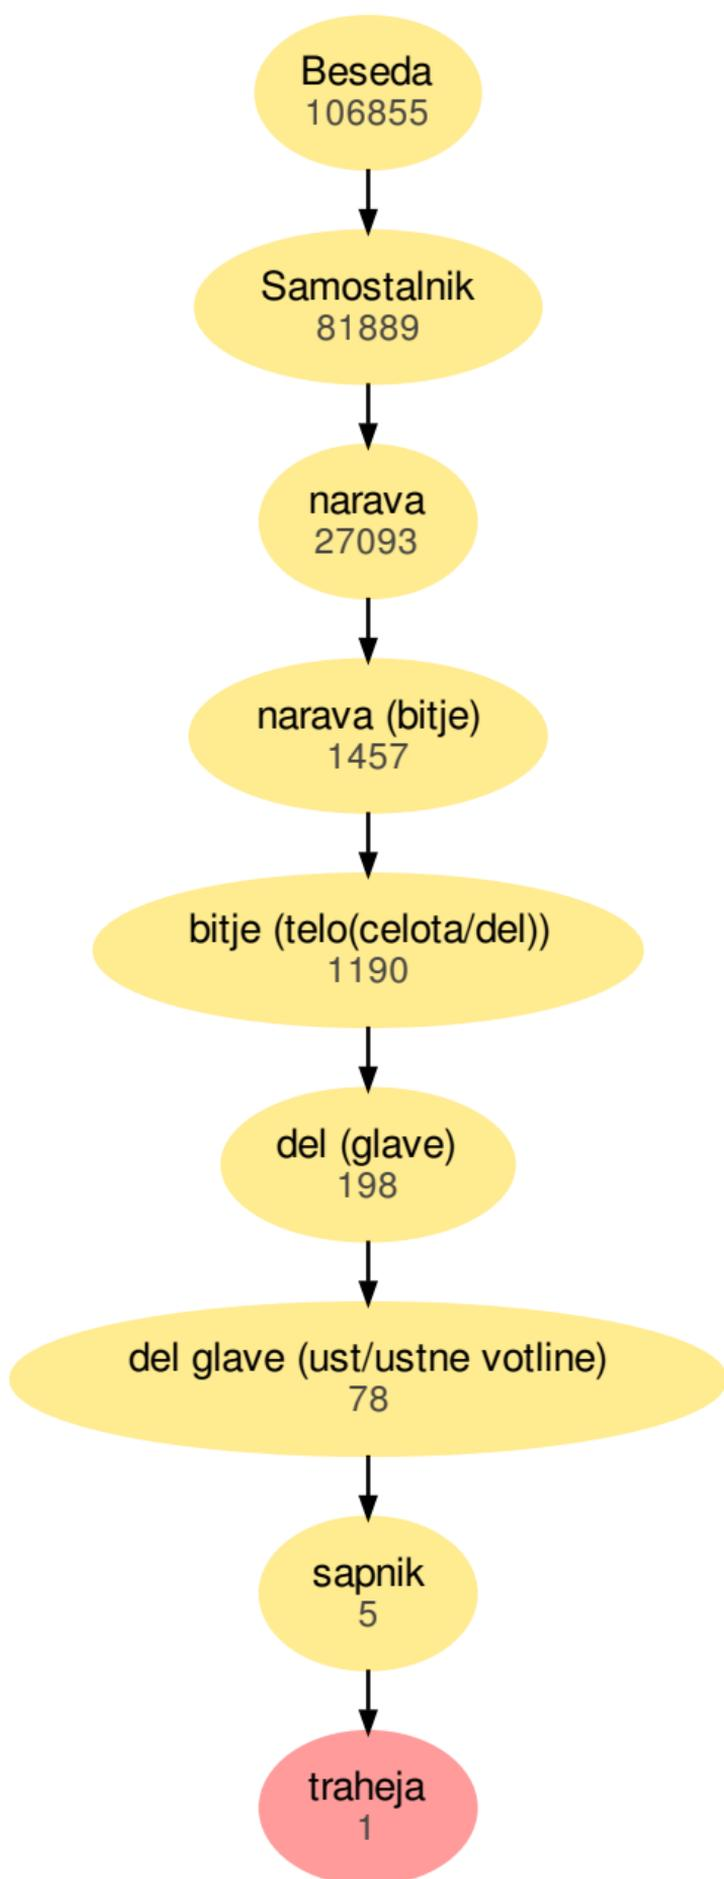 Beseda
106855
Samostalnik
81889
narava
27093
narava (bitje)
1457
bitje (telo(celota/del))
1190
del (glave)
198
del glave (ust/ustne votline)
78
sapnik
5
traheja
1